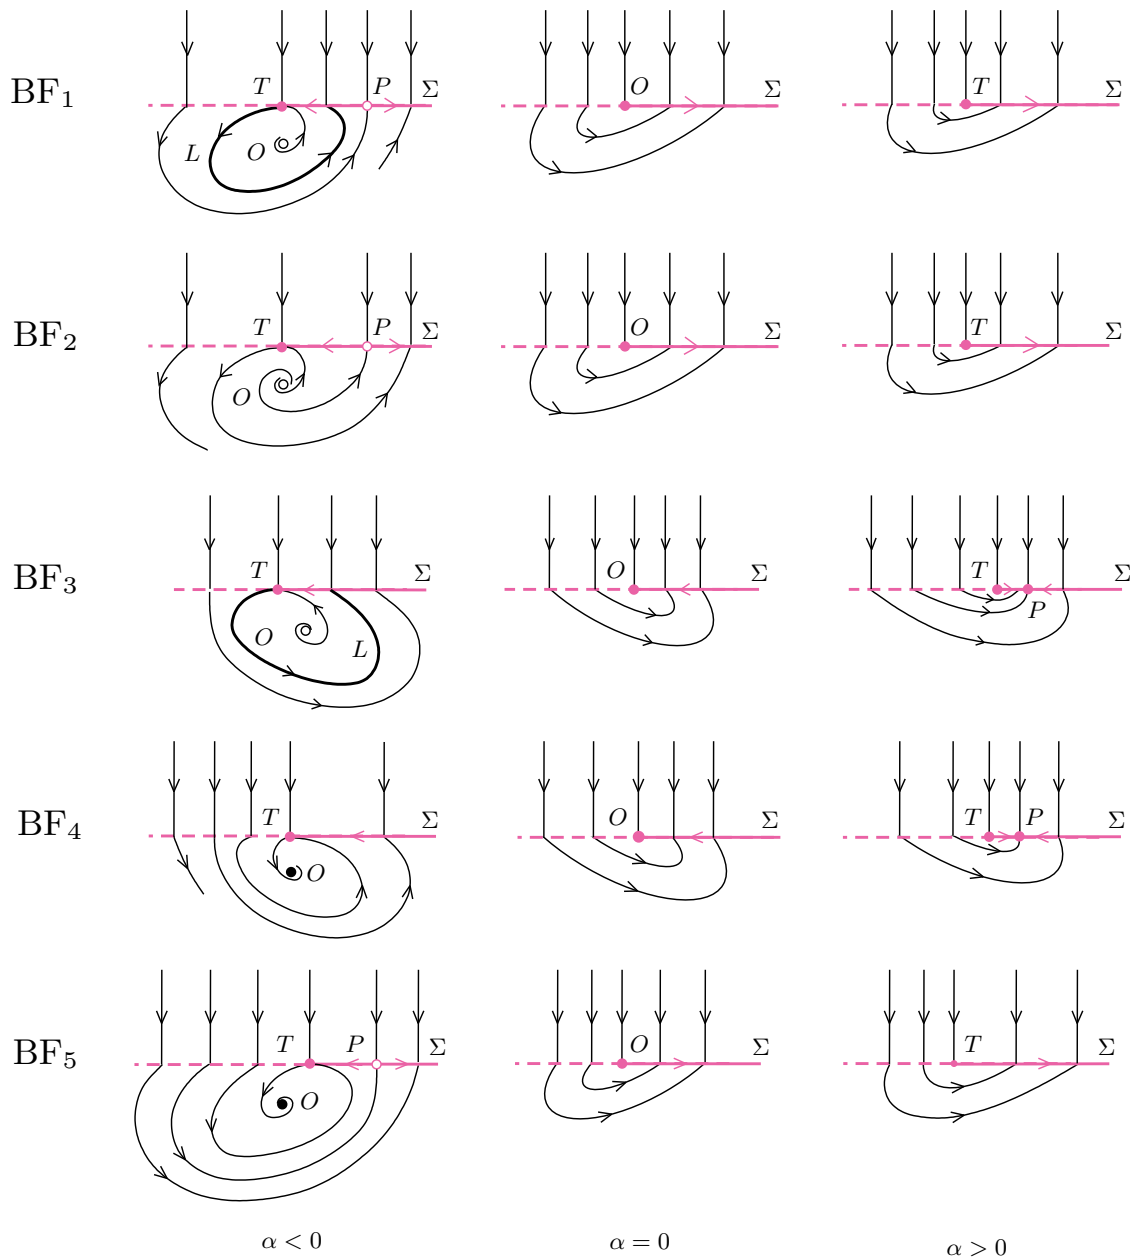 BF₁ T P Σ O Σ T Σ
L O
BF₂ T P Σ O Σ T Σ
O
BF₃ T Σ O Σ T Σ
O L P
BF₄ T Σ O Σ T P Σ
O
BF₅ T P Σ O Σ T Σ
O
α < 0 α = 0 α > 0